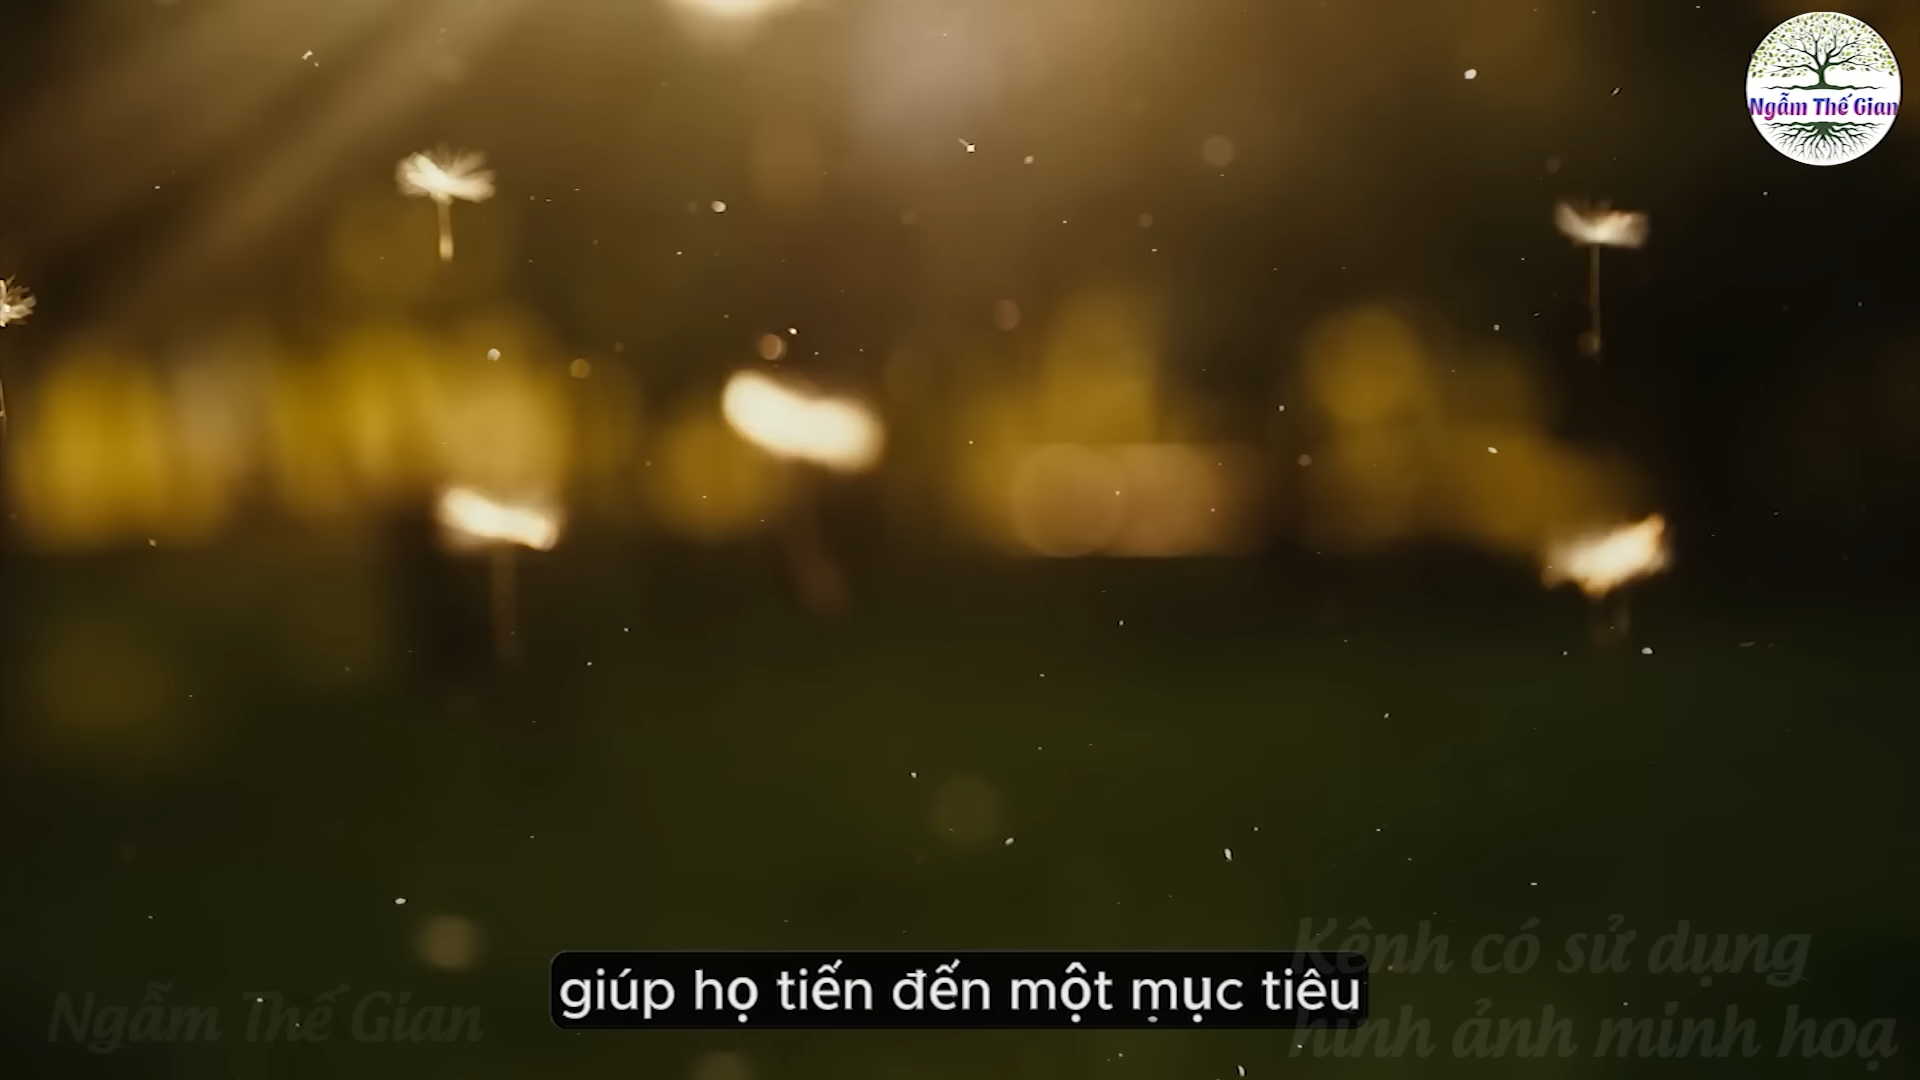 Ngẫm Thế Gian
giúp họ tiến đến một mục tiêu
Kênh có sử dụng
hình ảnh minh hoạ
Ngẫm Thế Gian